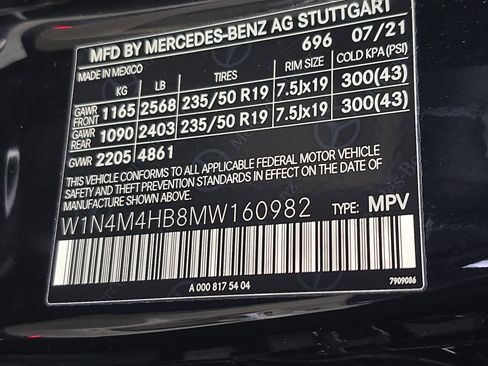 MFD BY MERCEDES-BENZ AG STUTTGART
696 07/21
MADE IN MEXICO
KG LB TIRES RIM SIZE COLD KPA(PSI)
GAWR FRONT 1165 2568 235/50 R19 7.5Jx19 300(43)
GAWR REAR 1090 2403 235/50 R19 7.5Jx19 300(43)
GVWR 2205 4861
THIS VEHICLE CONFORMS TO ALL APPLICABLE FEDERAL MOTOR VEHICLE
SAFETY AND THEFT PREVENTION STANDARDS IN EFFECT ON THE DATE OF
MANUFACTURE SHOWN ABOVE.
W1N4M4HB8MW160982 TYPE: MPV
A 000 817 54 04
7909086